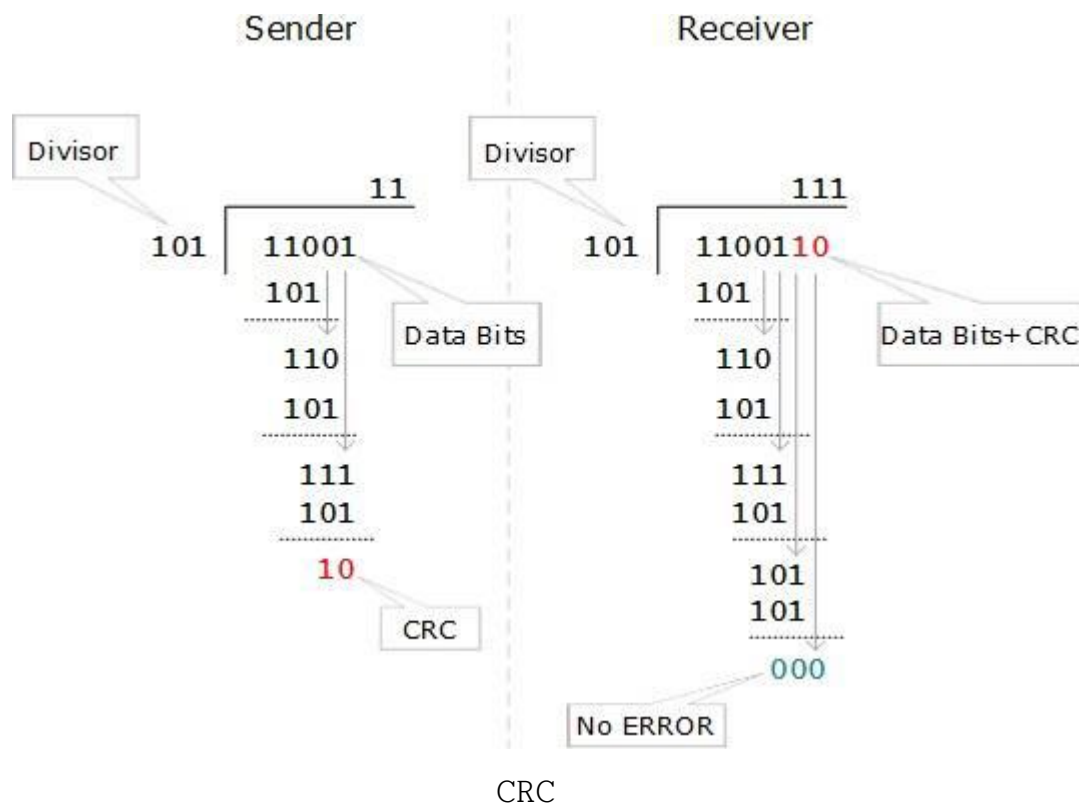 Sender
Divisor
11
101
11001
101
Data Bits
110
101
111
101
10
CRC
Receiver
Divisor
111
101
1100110
101
Data Bits+CRC
110
101
111
101
101
101
000
No ERROR
CRC